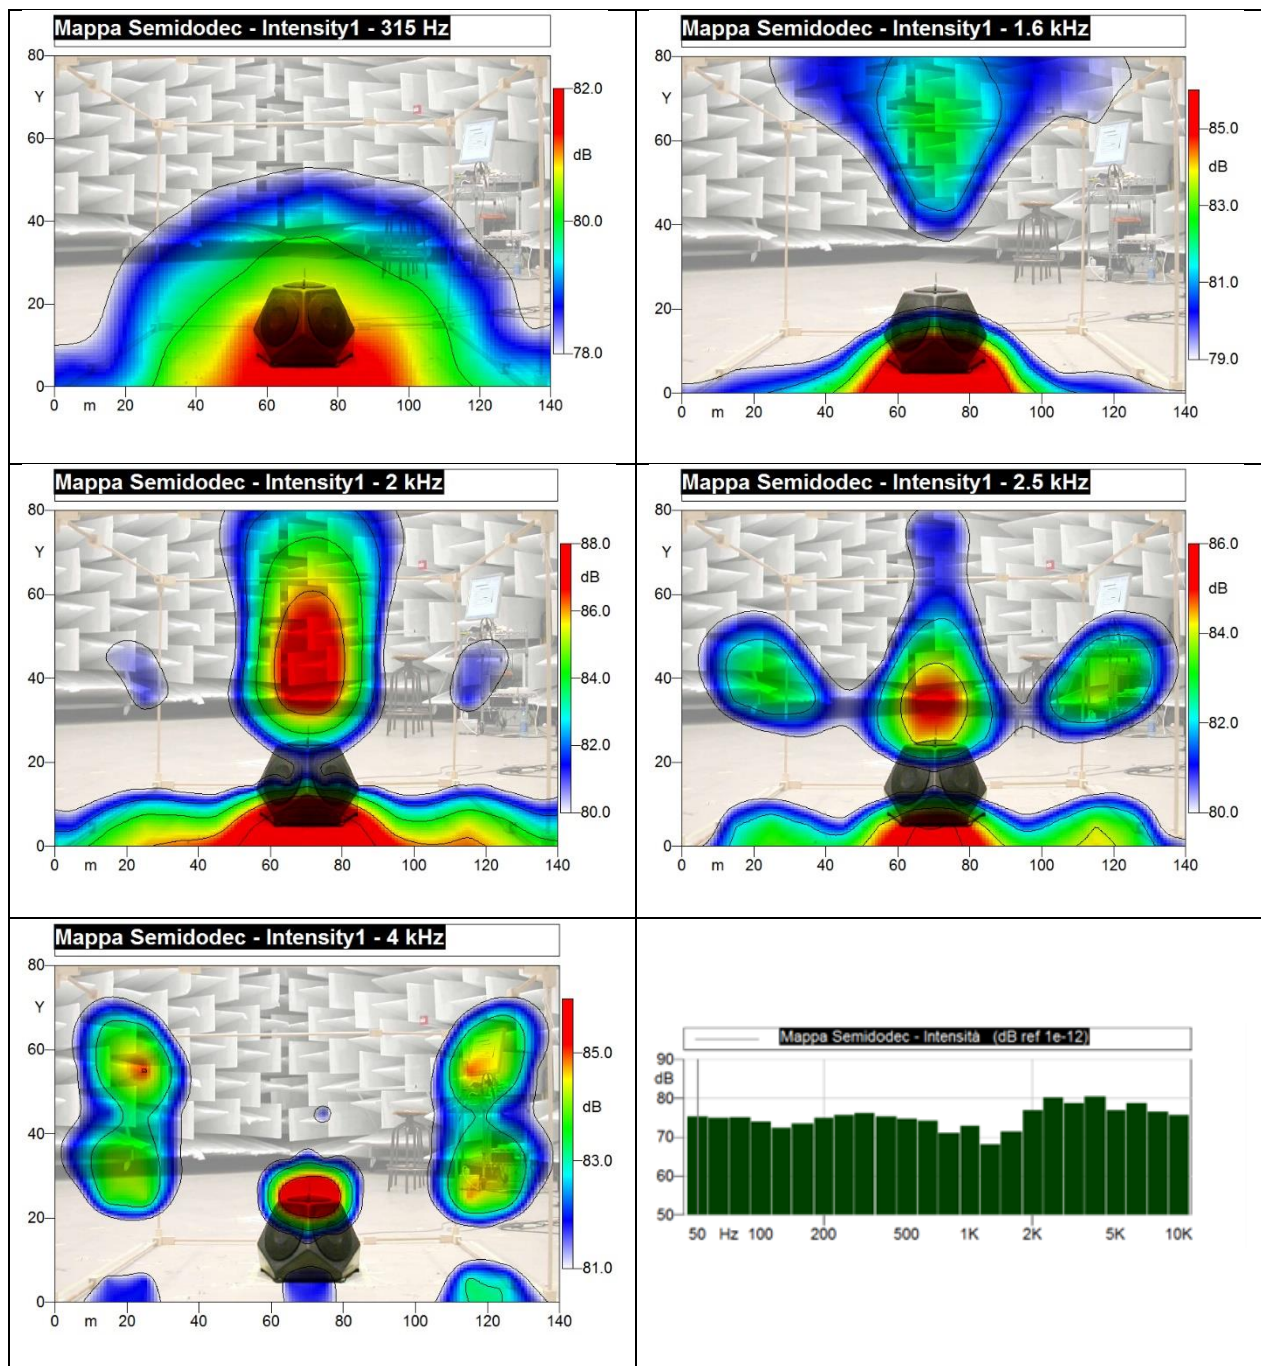 Mappa Semidodec - Intensity1 - 315 Hz
80
Y
60
40
20
0
0 m 20 40 60 80 100 120 140
82.0
dB
80.0
78.0
Mappa Semidodec - Intensity1 - 1.6 kHz
80
Y
60
40
20
0
0 m 20 40 60 80 100 120 140
85.0
dB
83.0
81.0
79.0
Mappa Semidodec - Intensity1 - 2 kHz
80
Y
60
40
20
0
0 m 20 40 60 80 100 120 140
88.0
dB
86.0
84.0
82.0
80.0
Mappa Semidodec - Intensity1 - 2.5 kHz
80
Y
60
40
20
0
0 m 20 40 60 80 100 120 140
86.0
dB
84.0
82.0
80.0
Mappa Semidodec - Intensity1 - 4 kHz
80
Y
60
40
20
0
0 m 20 40 60 80 100 120 140
85.0
dB
83.0
81.0
Mappa Semidodec - Intensità (dB ref 1e-12)
90
dB
80
70
60
50
50 Hz 100 200 500 1K 2K 5K 10K